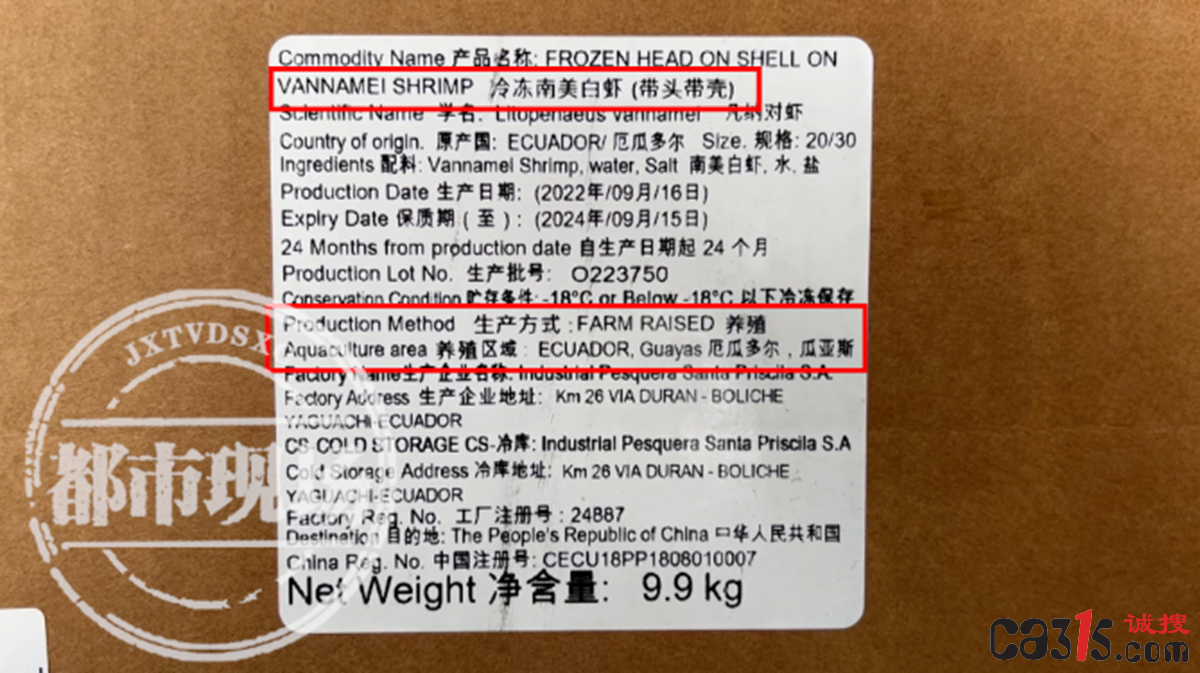 Commodity Name 产品名称: FROZEN HEAD ON SHELL ON
VANNAMEI SHRIMP 冷冻南美白虾 (带头带壳)
Scientific Name 学名: Litopenaeus Vannamei 凡纳对虾
Country of origin. 原产国: ECUADOR/ 厄瓜多尔 Size. 规格: 20/30
Ingredients 配料: Vannamei Shrimp, water, Salt 南美白虾, 水, 盐
Production Date 生产日期: (2022年/09月/16日)
Expiry Date 保质期 ( 至 ) : (2024年/09月/15日)
24 Months from production date 自生产日期起 24 个月
Production Lot No. 生产批号: O223750
Conservation Condition 贮存条件: -18°C or Below -18°C 以下冷冻保存
Production Method 生产方式 : FARM RAISED 养殖
Aquaculture area 养殖区域 : ECUADOR, Guayas 厄瓜多尔 , 瓜亚斯
Factory Name生产企业名称: Industrial Pesquera Santa Priscila S.A.
Factory Address 生产企业地址: Km 26 VIA DURAN - BOLICHE
YAGUACHI-ECUADOR
CS-COLD STORAGE CS-冷库: Industrial Pesquera Santa Priscila S.A
Cold Storage Address 冷库地址: Km 26 VIA DURAN - BOLICHE
YAGUACHI-ECUADOR
Factory Reg. No. 工厂注册号 : 24887
Destination 目的地: The People's Republic of China 中华人民共和国
China Reg. No. 中国注册号: CECU18PP1808010007
Net Weight 净含量: 9.9 kg
JXTVDSX
都市现
ca315诚搜
.com